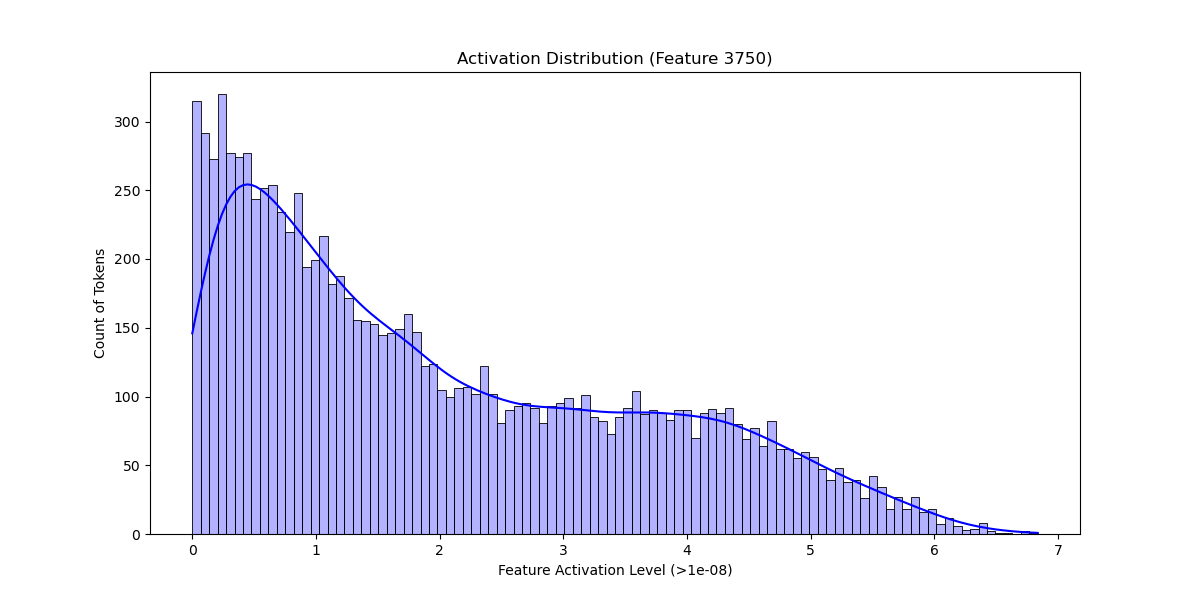 Activation Distribution (Feature 3750)
300
250
200
150
100
50
0
Count of Tokens
0 1 2 3 4 5 6 7
Feature Activation Level (>1e-08)